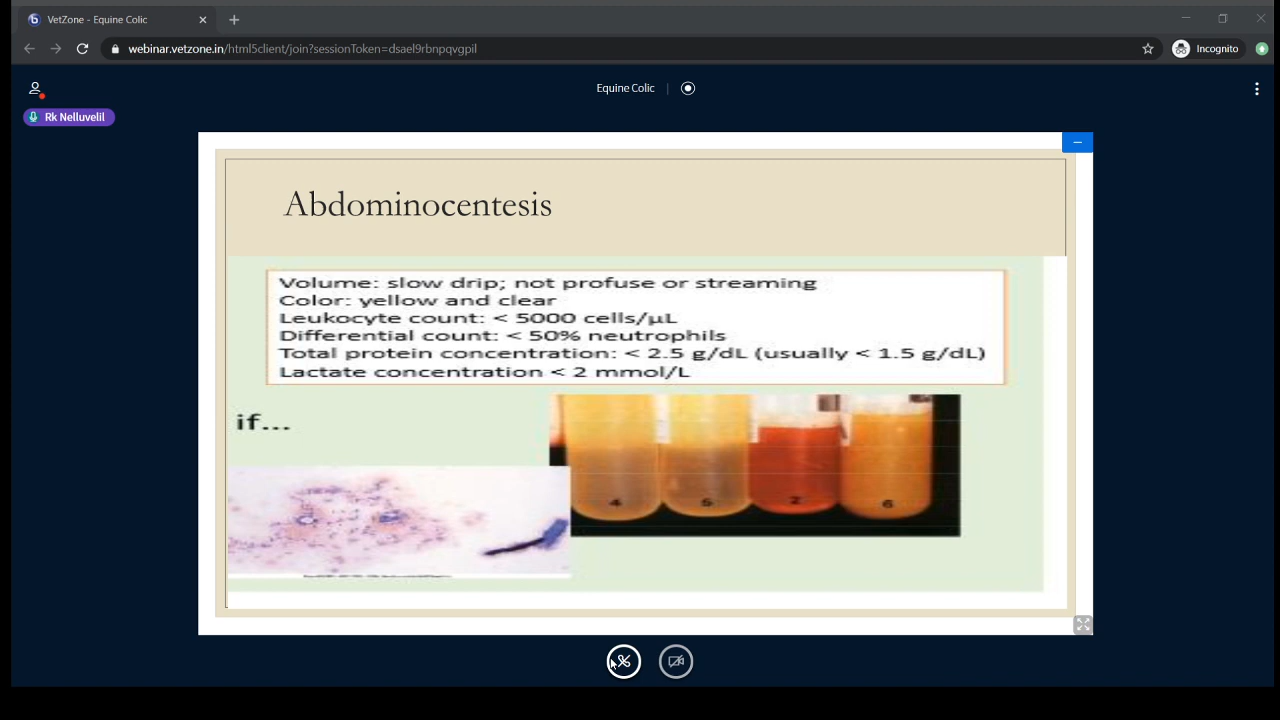 VetZone - Equine Colic
webinar.vetzone.in/html5client/join?sessionToken=dsael9rbnpqvgpil
Incognito
Equine Colic
Rk Nelluvelil
Abdominocentesis
Volume: slow drip; not profuse or streaming
Color: yellow and clear
Leukocyte count: < 5000 cells/µL
Differential count: < 50% neutrophils
Total protein concentration: < 2.5 g/dL (usually < 1.5 g/dL)
Lactate concentration < 2 mmol/L
if...
4 5 2 6